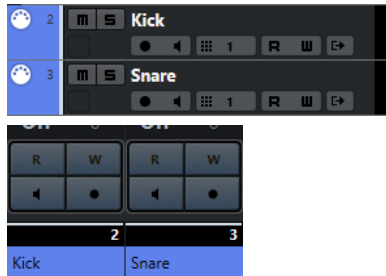 2 m S Kick
1 R W
3 m S Snare
1 R W
R W R W
2 3
Kick Snare